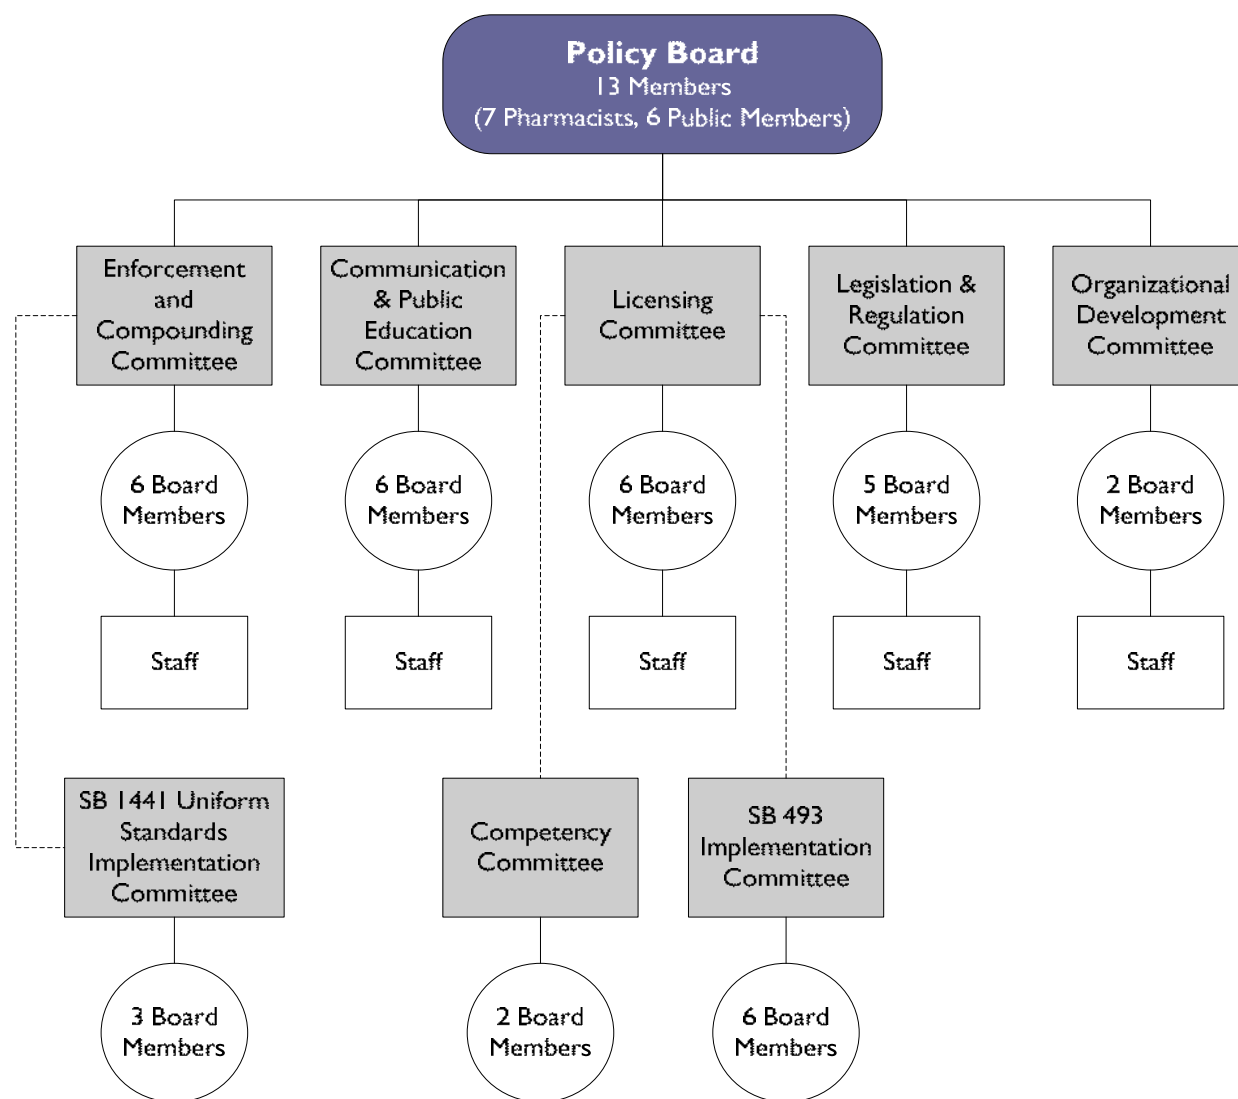 Policy Board
13 Members
(7 Pharmacists, 6 Public Members)
Enforcement
and
Compounding
Committee
Communication
& Public
Education
Committee
Licensing
Committee
Legislation &
Regulation
Committee
Organizational
Development
Committee
6 Board
Members
6 Board
Members
6 Board
Members
5 Board
Members
2 Board
Members
Staff
Staff
Staff
Staff
Staff
SB 1441 Uniform
Standards
Implementation
Committee
Competency
Committee
SB 493
Implementation
Committee
3 Board
Members
2 Board
Members
6 Board
Members